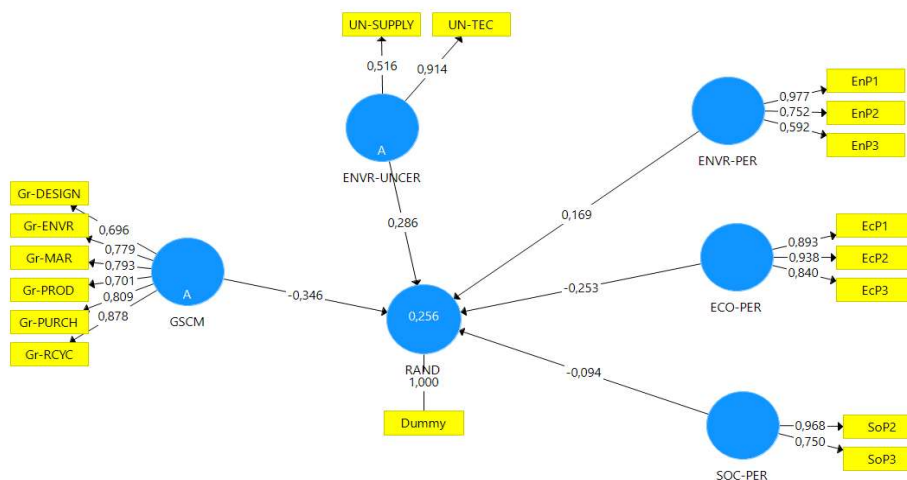 UN-SUPPLY
UN-TEC
0,516
0,914
A
ENVR-UNCER
0,286
EnP1
EnP2
EnP3
0,977
0,752
0,592
ENVR-PER
0,169
Gr-DESIGN
Gr-ENVR
Gr-MAR
Gr-PROD
Gr-PURCH
Gr-RCYC
0,696
0,779
0,793
0,701
0,809
0,878
A
GSCM
-0,346
EcP1
EcP2
EcP3
0,893
0,938
0,840
ECO-PER
-0,253
0,256
RAND
1,000
Dummy
-0,094
SoP2
SoP3
0,968
0,750
SOC-PER